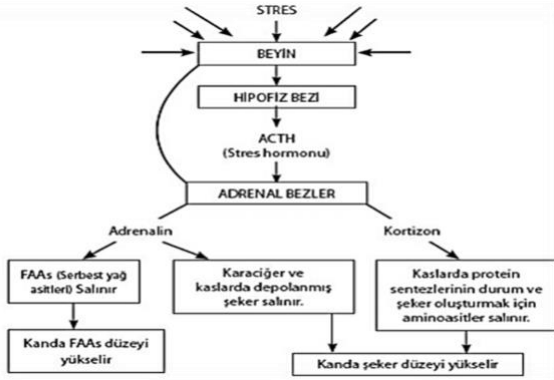 STRES
BEYİN
HİPOFİZ BEZİ
ACTH
(Stres hormonu)
ADRENAL BEZLER
Adrenalin
Kortizon
FAAs (Serbest yağ
asitleri) Salınır
Karaciğer ve
kaslarda depolanmış
şeker salınır.
Kaslarda protein
sentezlerinin durum ve
şeker oluşturmak için
aminoasitler salınır.
Kanda FAAs düzeyi
yükselir
Kanda şeker düzeyi yükselir